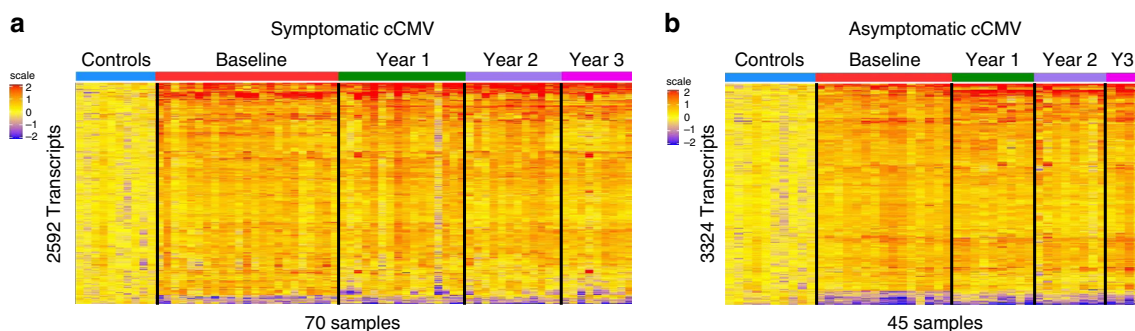 a
Symptomatic cCMV
Controls Baseline Year 1 Year 2 Year 3
scale
2
1
0
−1
−2
2592 Transcripts
70 samples
b
Asymptomatic cCMV
Controls Baseline Year 1 Year 2 Y3
scale
2
1
0
−1
−2
3324 Transcripts
45 samples